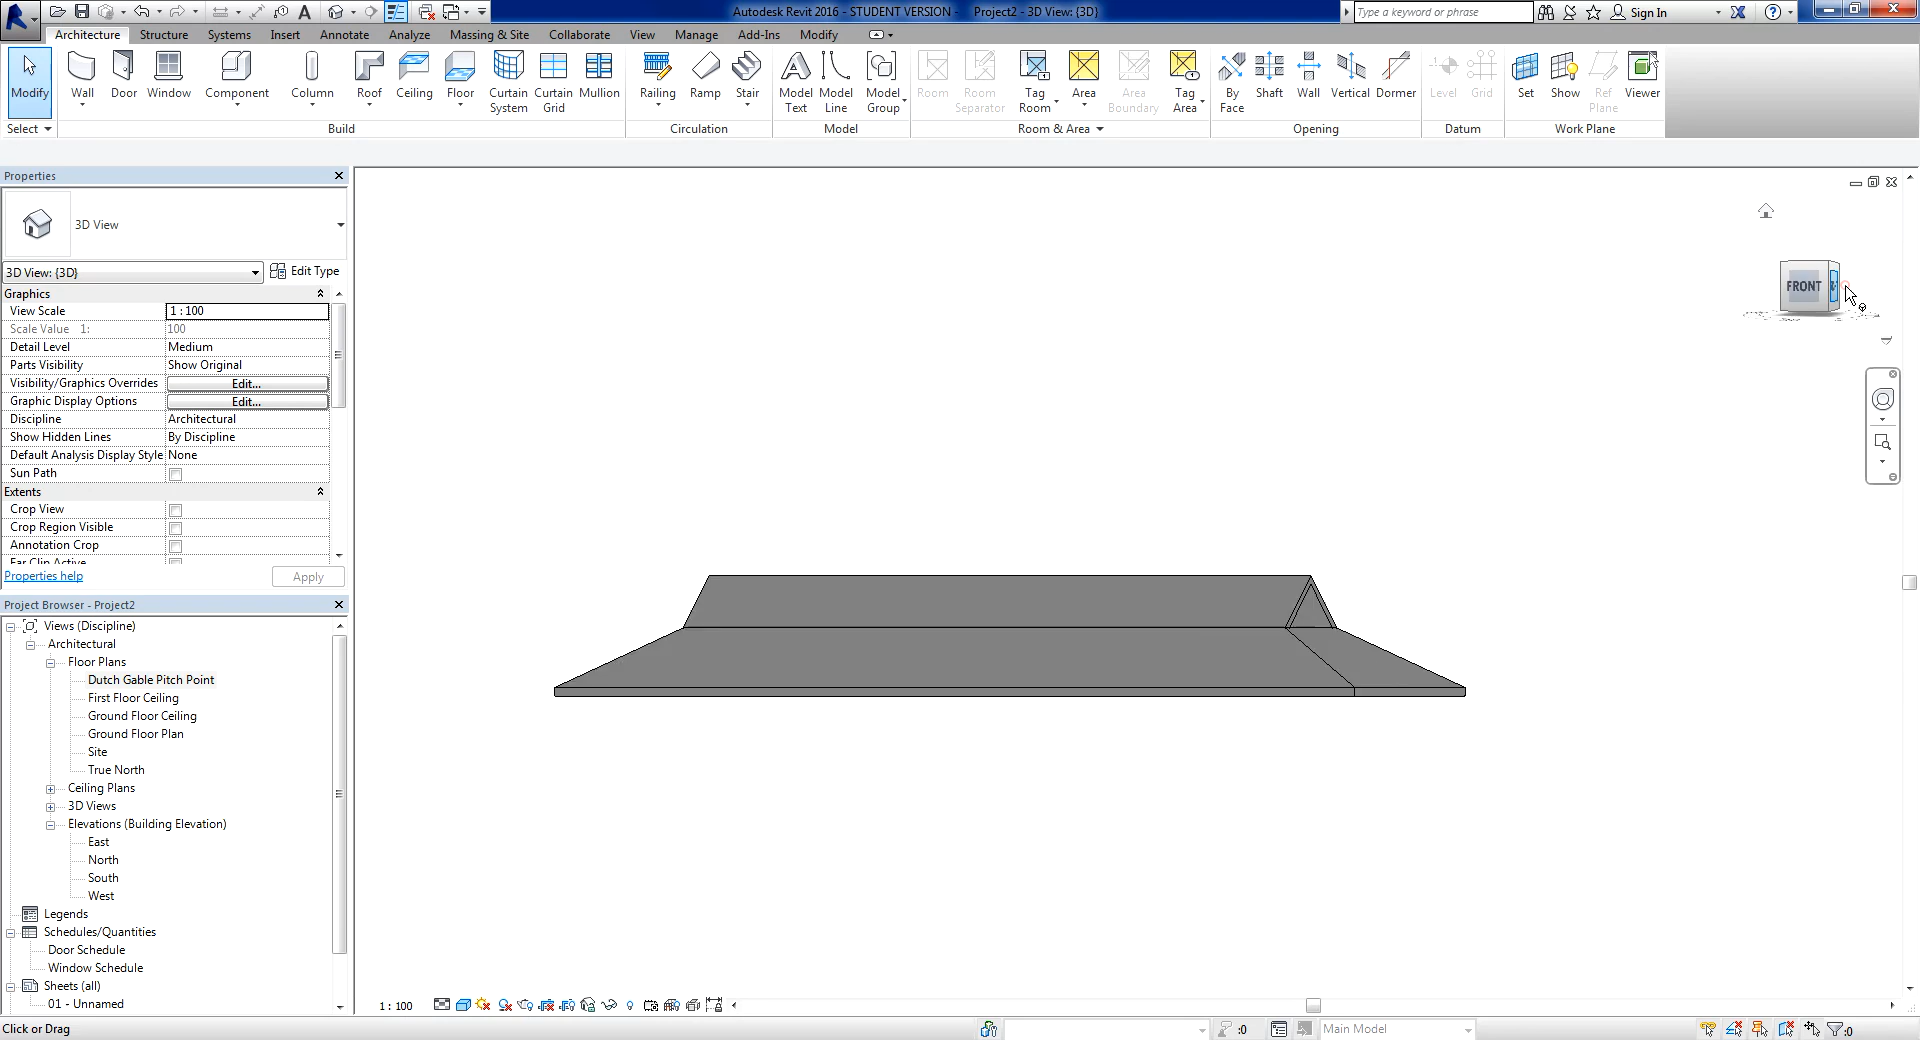 Autodesk Revit 2016 - STUDENT VERSION - Project2 - 3D View: {3D}
Type a keyword or phrase
Sign In
Architecture Structure Systems Insert Annotate Analyze Massing & Site Collaborate View Manage Add-Ins Modify
Modify Wall Door Window Component Column Roof Ceiling Floor Curtain System Curtain Grid Mullion Railing Ramp Stair Model Text Model Line Model Group Room Room Separator Tag Room Area Area Boundary Tag Area By Face Shaft Wall Vertical Dormer Level Grid Set Show Ref Plane Viewer
Select Build Circulation Model Room & Area Opening Datum Work Plane
Properties
3D View
3D View: {3D} Edit Type
Graphics
View Scale 1 : 100
Scale Value 1: 100
Detail Level Medium
Parts Visibility Show Original
Visibility/Graphics Overrides Edit...
Graphic Display Options Edit...
Discipline Architectural
Show Hidden Lines By Discipline
Default Analysis Display Style None
Sun Path
Extents
Crop View
Crop Region Visible
Annotation Crop
Far Clip Active
Properties help Apply
Project Browser - Project2
Views (Discipline)
Architectural
Floor Plans
Dutch Gable Pitch Point
First Floor Ceiling
Ground Floor Ceiling
Ground Floor Plan
Site
True North
Ceiling Plans
3D Views
Elevations (Building Elevation)
East
North
South
West
Legends
Schedules/Quantities
Door Schedule
Window Schedule
Sheets (all)
01 - Unnamed
FRONT
1 : 100
Click or Drag
:0
Main Model
:0